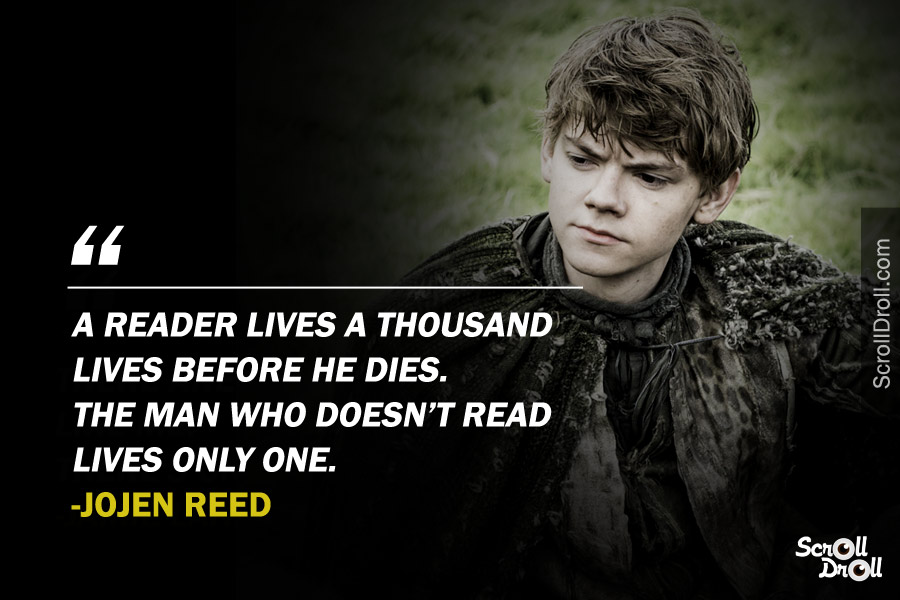 “
A READER LIVES A THOUSAND
LIVES BEFORE HE DIES.
THE MAN WHO DOESN’T READ
LIVES ONLY ONE.
-JOJEN REED
ScrollDroll.com
Scroll
Droll